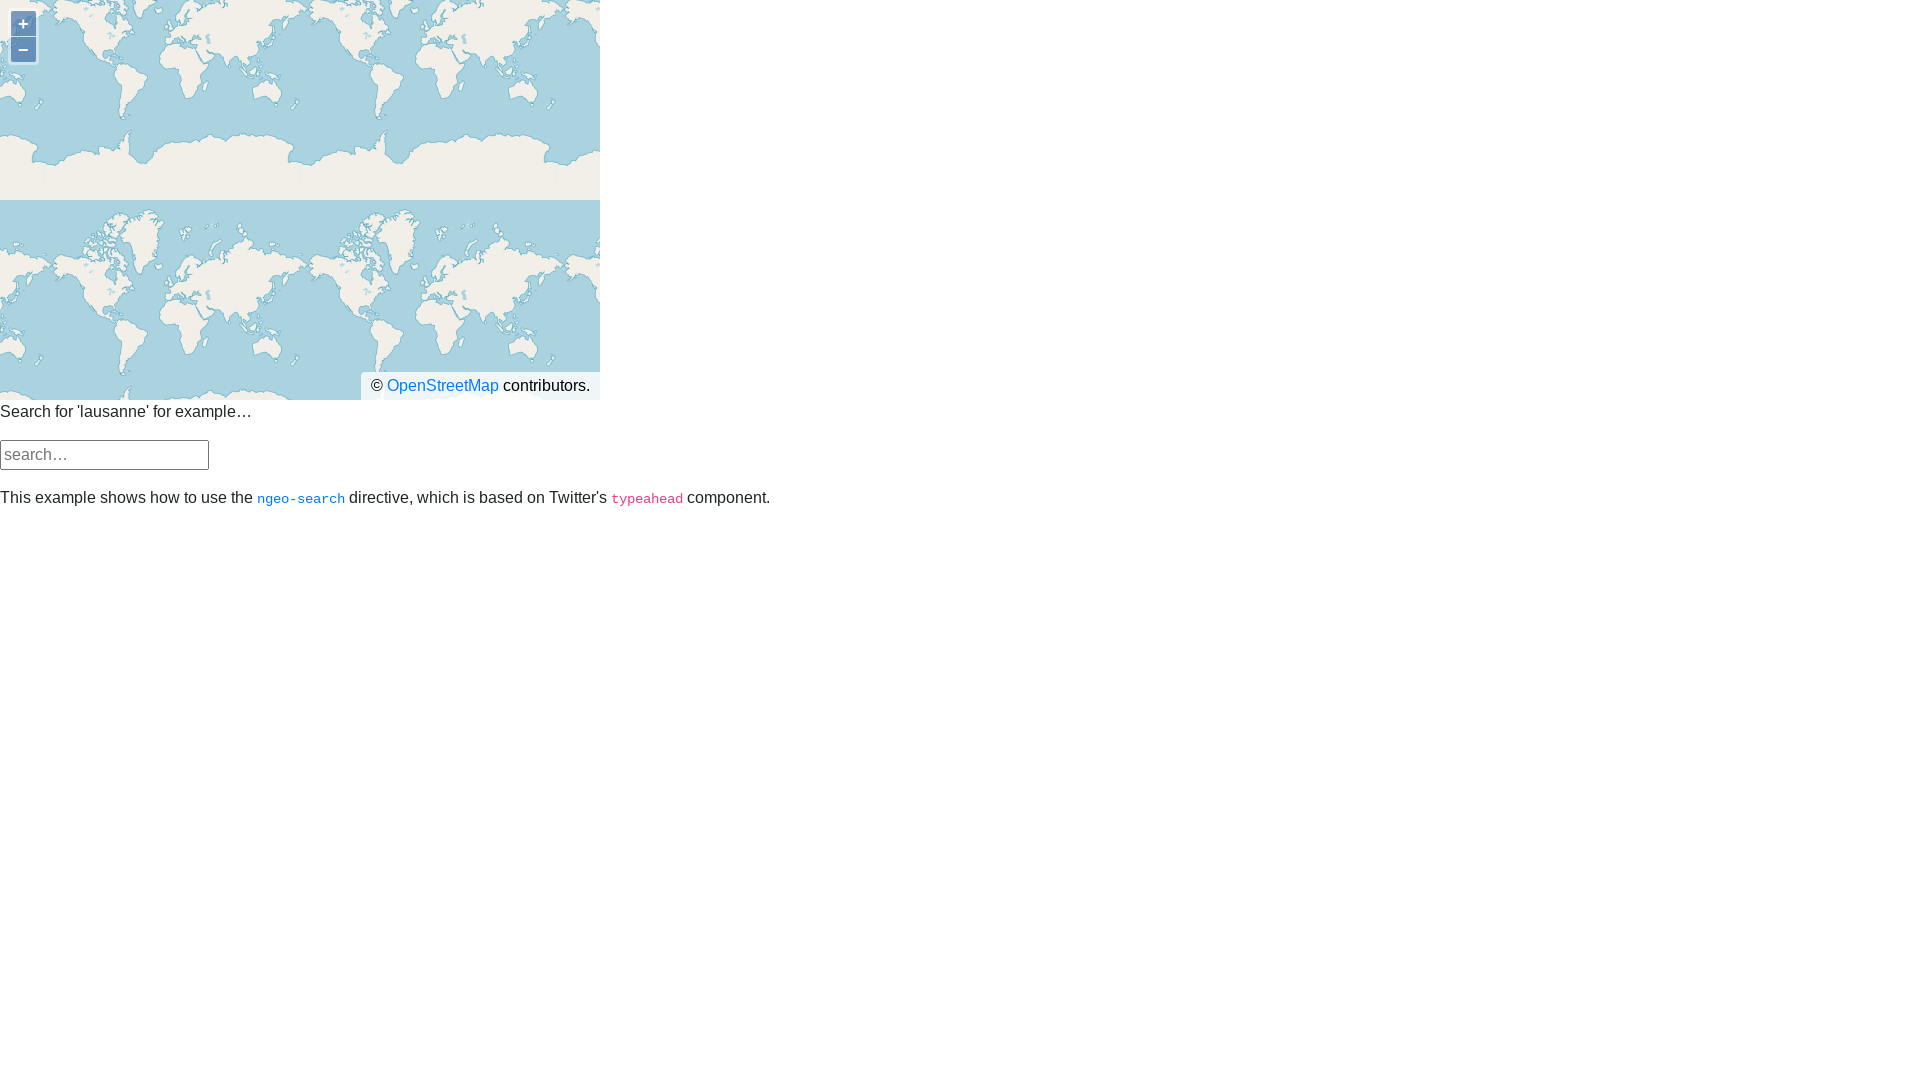 +
−
© OpenStreetMap contributors.
Search for 'lausanne' for example…
search…
This example shows how to use the ngeo-search directive, which is based on Twitter's typeahead component.